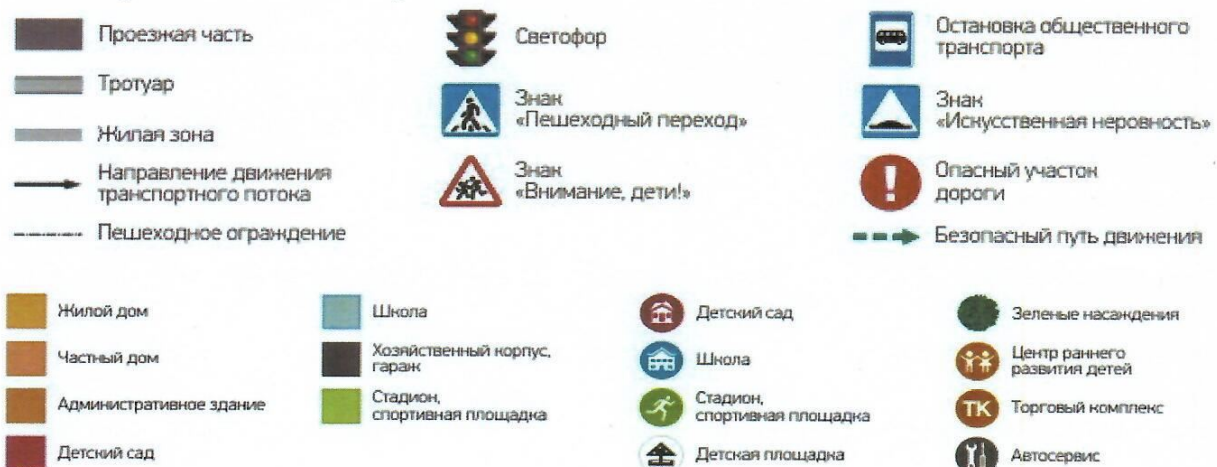 Проезжая часть
Тротуар
Жилая зона
Направление движения
транспортного потока
Пешеходное ограждение
Светофор
Знак
«Пешеходный переход»
Знак
«Внимание, дети!»
Остановка общественного
транспорта
Знак
«Искусственная неровность»
Опасный участок
дороги
Безопасный путь движения
Жилой дом
Частный дом
Административное здание
Детский сад
Школа
Хозяйственный корпус,
гараж
Стадион,
спортивная площадка
Детский сад
Школа
Стадион,
спортивная площадка
Детская площадка
Зеленые насаждения
Центр раннего
развития детей
ТК
Торговый комплекс
Автосервис